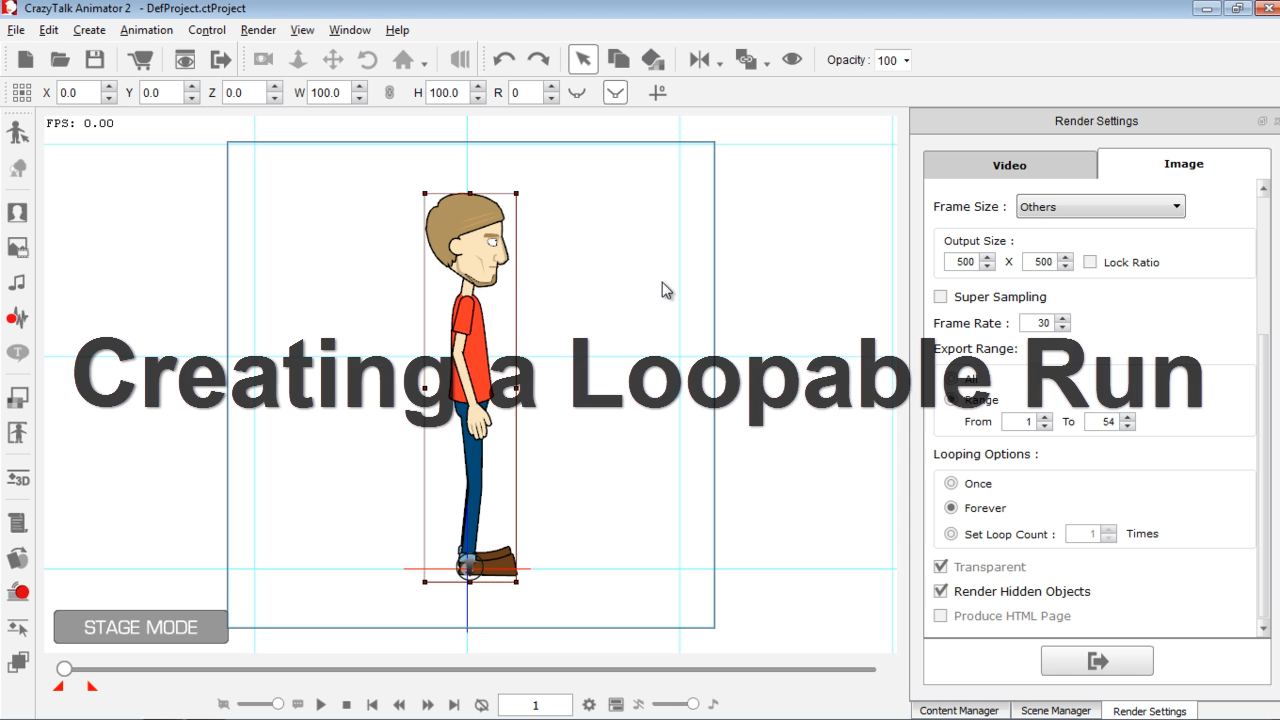 CrazyTalk Animator 2 - DefProject.ctProject
File Edit Create Animation Control Render View Window Help
Opacity : 100
X 0.0 Y 0.0 Z 0.0 W 100.0 H 100.0 R 0
FPS: 0.00
Render Settings
Video Image
Frame Size : Others
Output Size :
500 X 500 Lock Ratio
Super Sampling
Frame Rate : 30
Export Range:
All
Creating a Loopable Run
Range
From 1 To 54
Looping Options :
Once
Forever
Set Loop Count : 1 Times
Transparent
Render Hidden Objects
Produce HTML Page
T
3D
STAGE MODE
1
Content Manager Scene Manager Render Settings